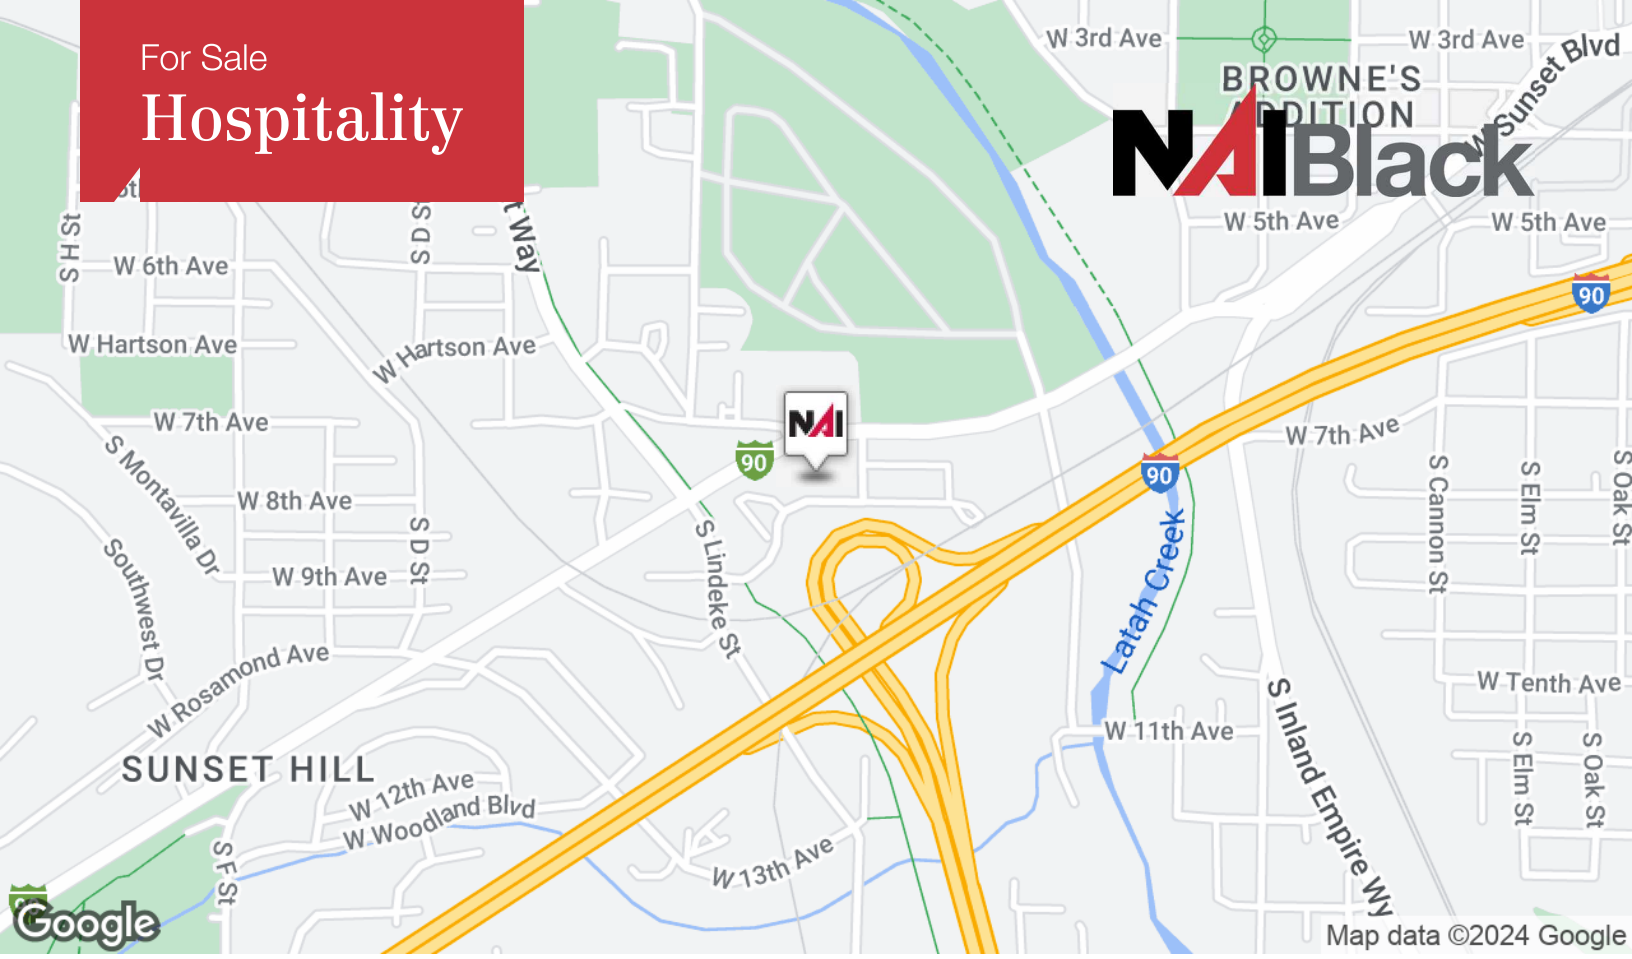 For Sale
Hospitality
W 3rd Ave
W 3rd Ave
W Sunset Blvd
BROWNE'S
ADDITION
NAIBlack
S H St
S D St
t Way
W 5th Ave
W 5th Ave
W 6th Ave
90
W Hartson Ave
W Hartson Ave
W 7th Ave
NAI
W 7th Ave
90
90
S Montavilla Dr
S Cannon St
S Elm St
S Oak St
W 8th Ave
S D St
S Lindeke St
Latah Creek
Southwest Dr
W 9th Ave
W Rosamond Ave
W Tenth Ave
S Inland Empire Wy
W 11th Ave
S Elm St
S Oak St
SUNSET HILL
W 12th Ave
W Woodland Blvd
S F St
W 13th Ave
90
Google
Map data ©2024 Google